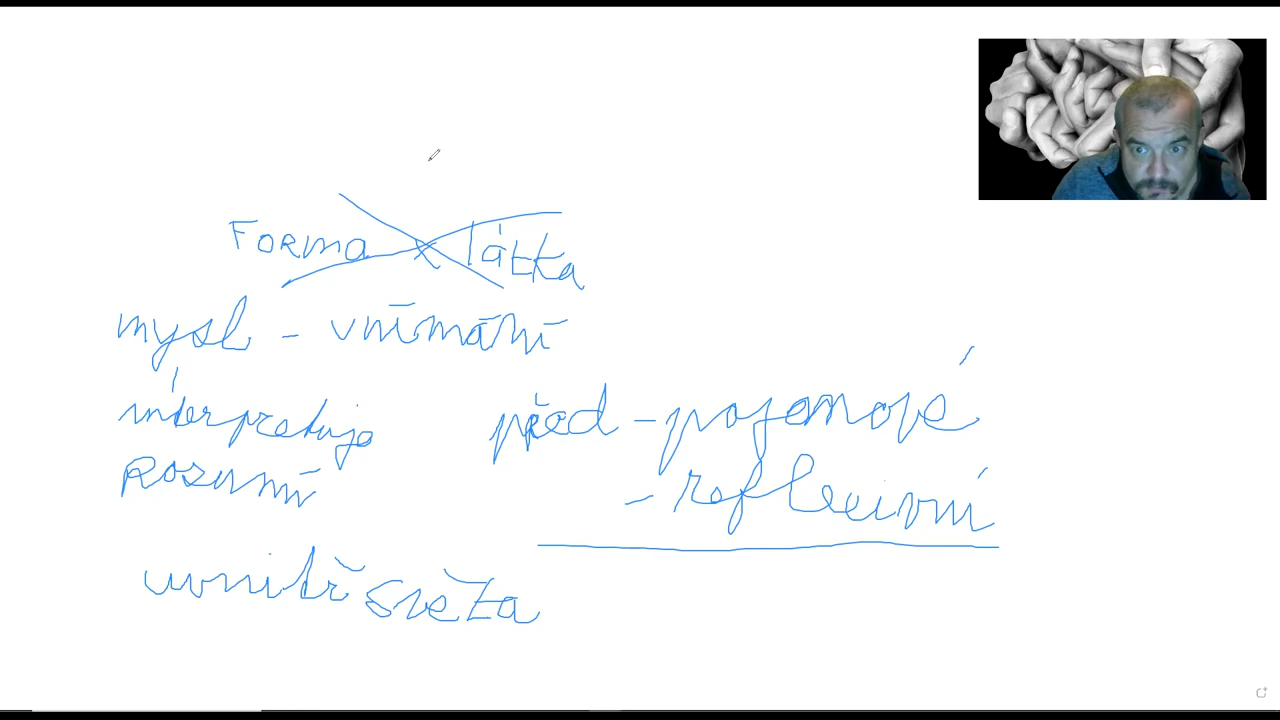 Forma x látka
mysl - vnímání
interpretuje
rozumí
před - pojmové
- reflexivní
uvnitř světa